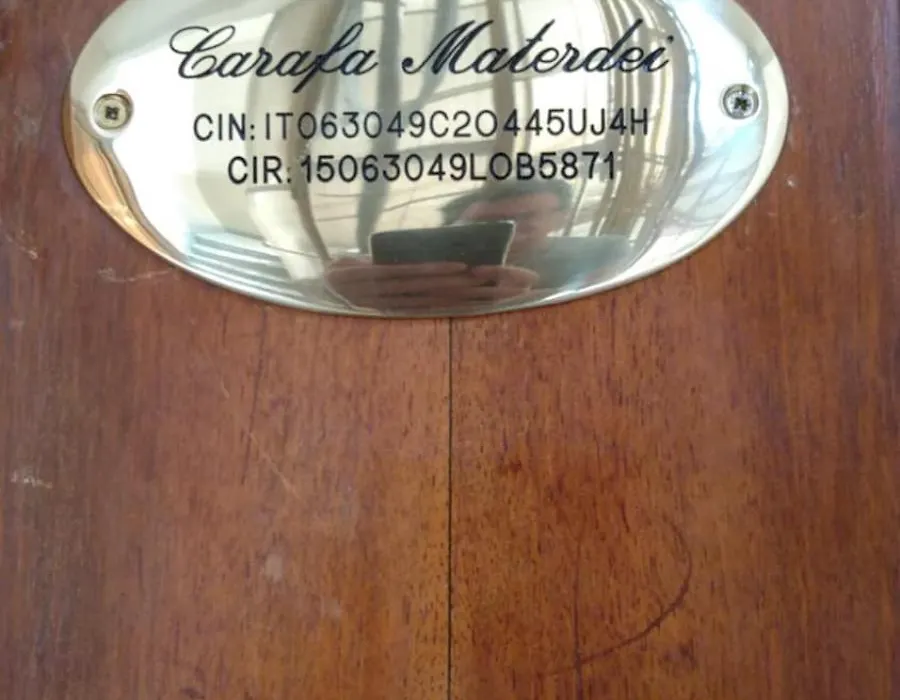 Carafa Materdei
CIN: IT063049C2O445UJ4H
CIR: 15063049LOB5871